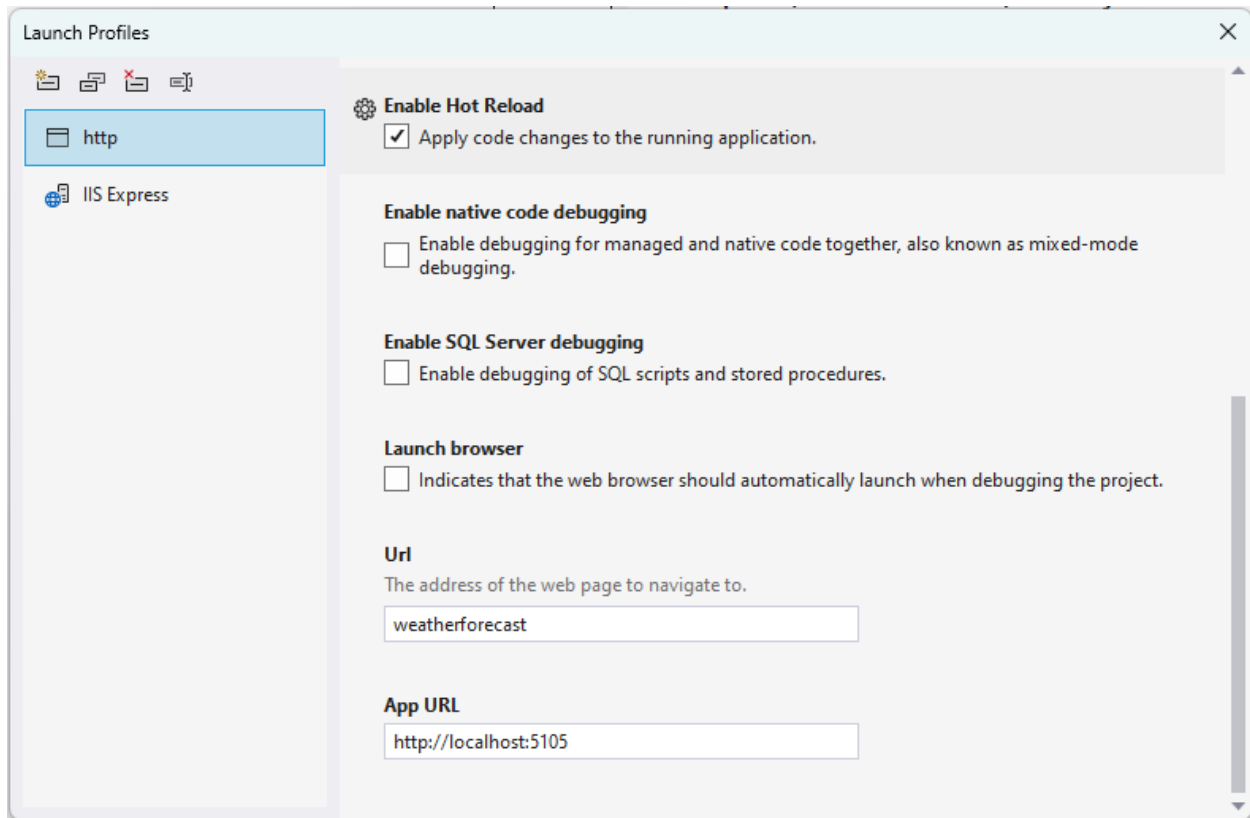 Launch Profiles
http
IIS Express
Enable Hot Reload
Apply code changes to the running application.
Enable native code debugging
Enable debugging for managed and native code together, also known as mixed-mode
debugging.
Enable SQL Server debugging
Enable debugging of SQL scripts and stored procedures.
Launch browser
Indicates that the web browser should automatically launch when debugging the project.
Url
The address of the web page to navigate to.
weatherforecast
App URL
http://localhost:5105